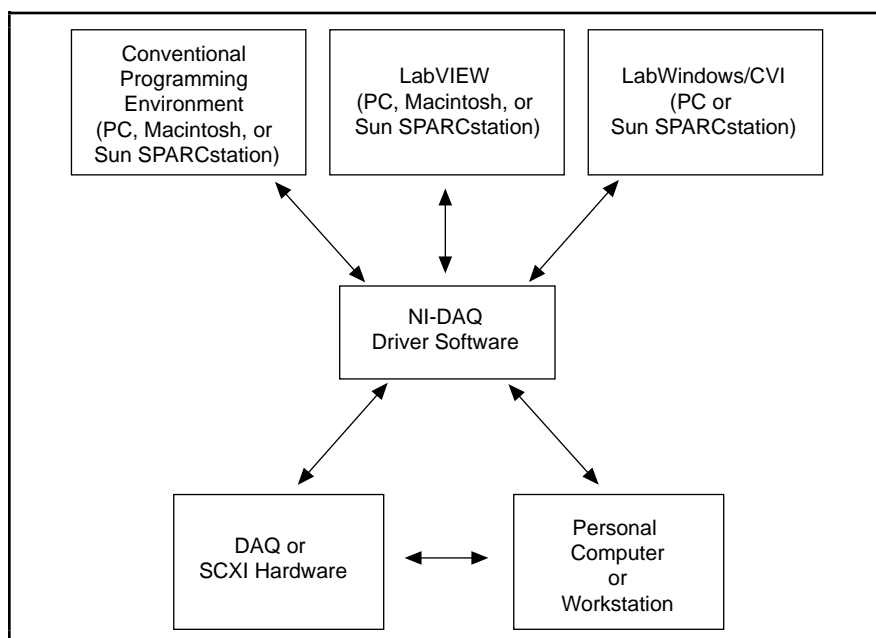 Conventional
Programming
Environment
(PC, Macintosh, or
Sun SPARCstation)
LabVIEW
(PC, Macintosh, or
Sun SPARCstation)
LabWindows/CVI
(PC or
Sun SPARCstation)
NI-DAQ
Driver Software
DAQ or
SCXI Hardware
Personal
Computer
or
Workstation